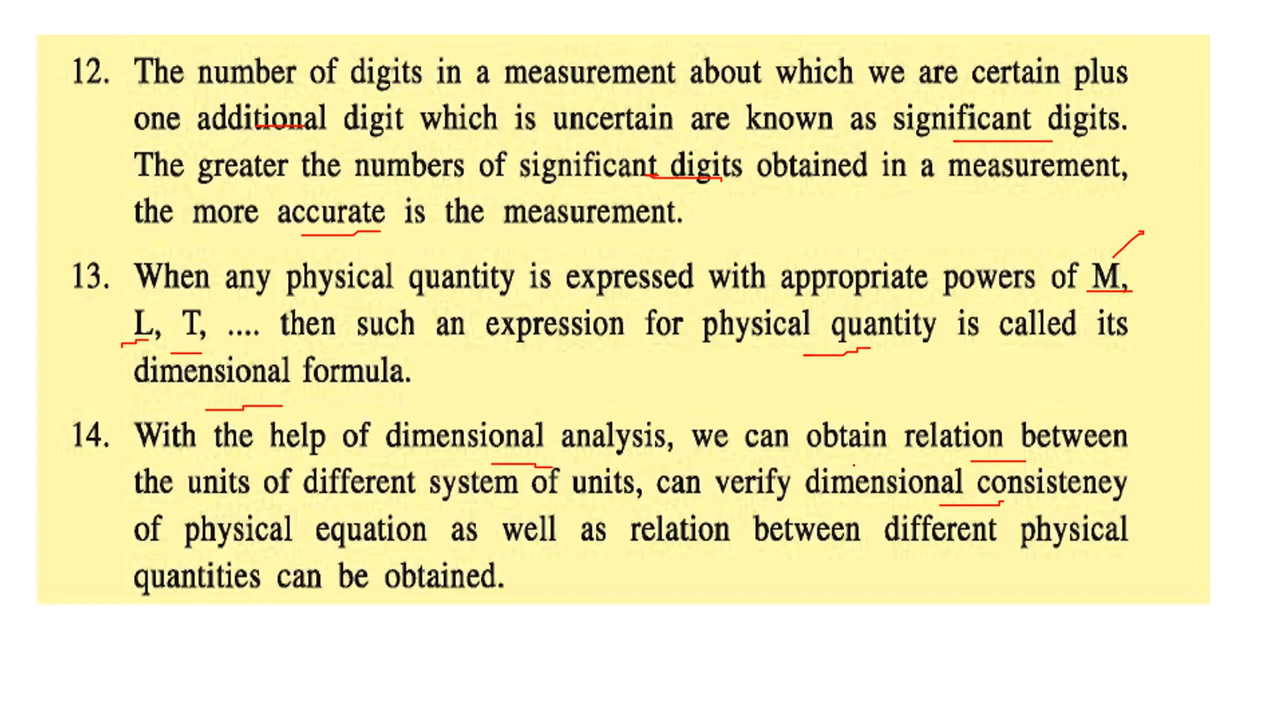 12. The number of digits in a measurement about which we are certain plus
one additional digit which is uncertain are known as significant digits.
The greater the numbers of significant digits obtained in a measurement,
the more accurate is the measurement.
13. When any physical quantity is expressed with appropriate powers of M,
L, T, .... then such an expression for physical quantity is called its
dimensional formula.
14. With the help of dimensional analysis, we can obtain relation between
the units of different system of units, can verify dimensional consisteney
of physical equation as well as relation between different physical
quantities can be obtained.